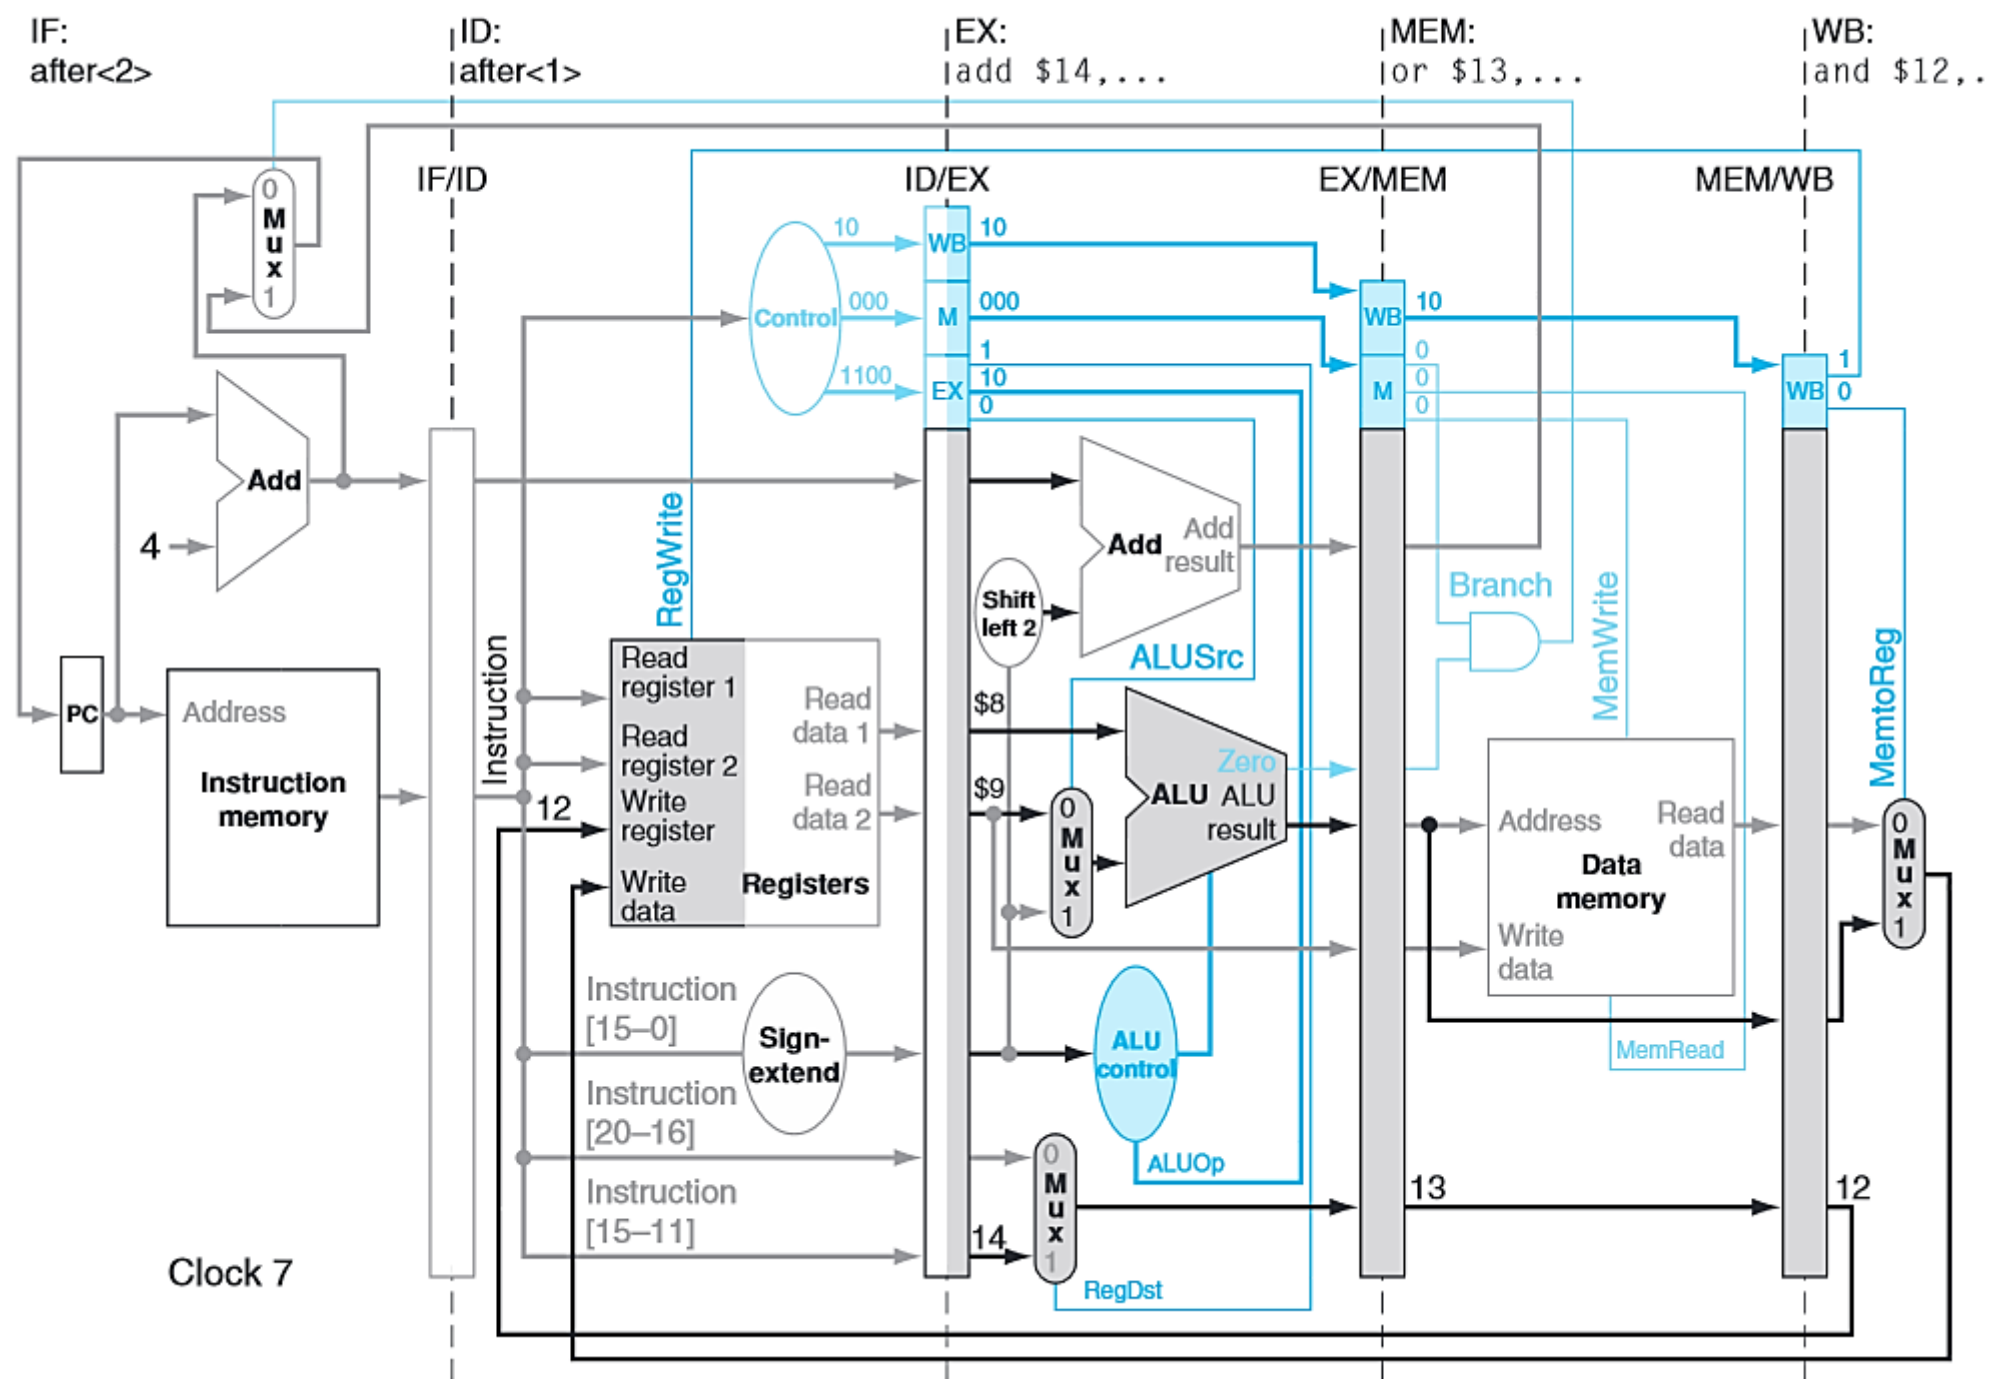 IF:
after<2>
ID:
after<1>
EX:
add $14,...
MEM:
or $13,...
WB:
and $12,.
IF/ID
ID/EX
EX/MEM
MEM/WB
0
M
u
x
1
Control
10
000
1100
WB
M
EX
10
000
1
10
0
WB
M
10
0
0
0
WB
1
0
Add
4
RegWrite
Add
Add
result
Shift
left 2
ALUSrc
Branch
MemWrite
MemtoReg
PC
Address
Instruction
memory
Instruction
12
Read
register 1
Read
register 2
Write
register
Write
data
Read
data 1
Read
data 2
Registers
$8
$9
0
M
u
x
1
Zero
ALU
ALU
result
Address
Read
data
Data
memory
Write
data
MemRead
0
M
u
x
1
Instruction
[15–0]
Sign-
extend
ALU
control
Instruction
[20–16]
Instruction
[15–11]
14
0
M
u
x
1
ALUOp
RegDst
13
12
Clock 7